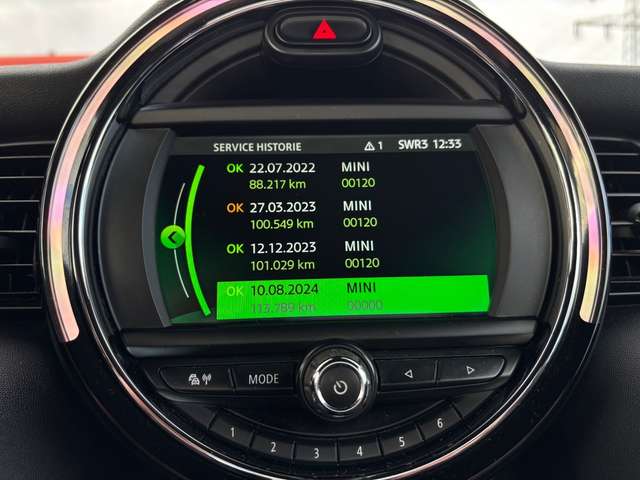 SERVICE HISTORIE 1 SWR3 12:33
OK 22.07.2022 MINI
88.217 km 00120
OK 27.03.2023 MINI
100.549 km 00120
OK 12.12.2023 MINI
101.029 km 00120
OK 10.08.2024 MINI
113.789 km 00000
MODE
1 2 3 4 5 6